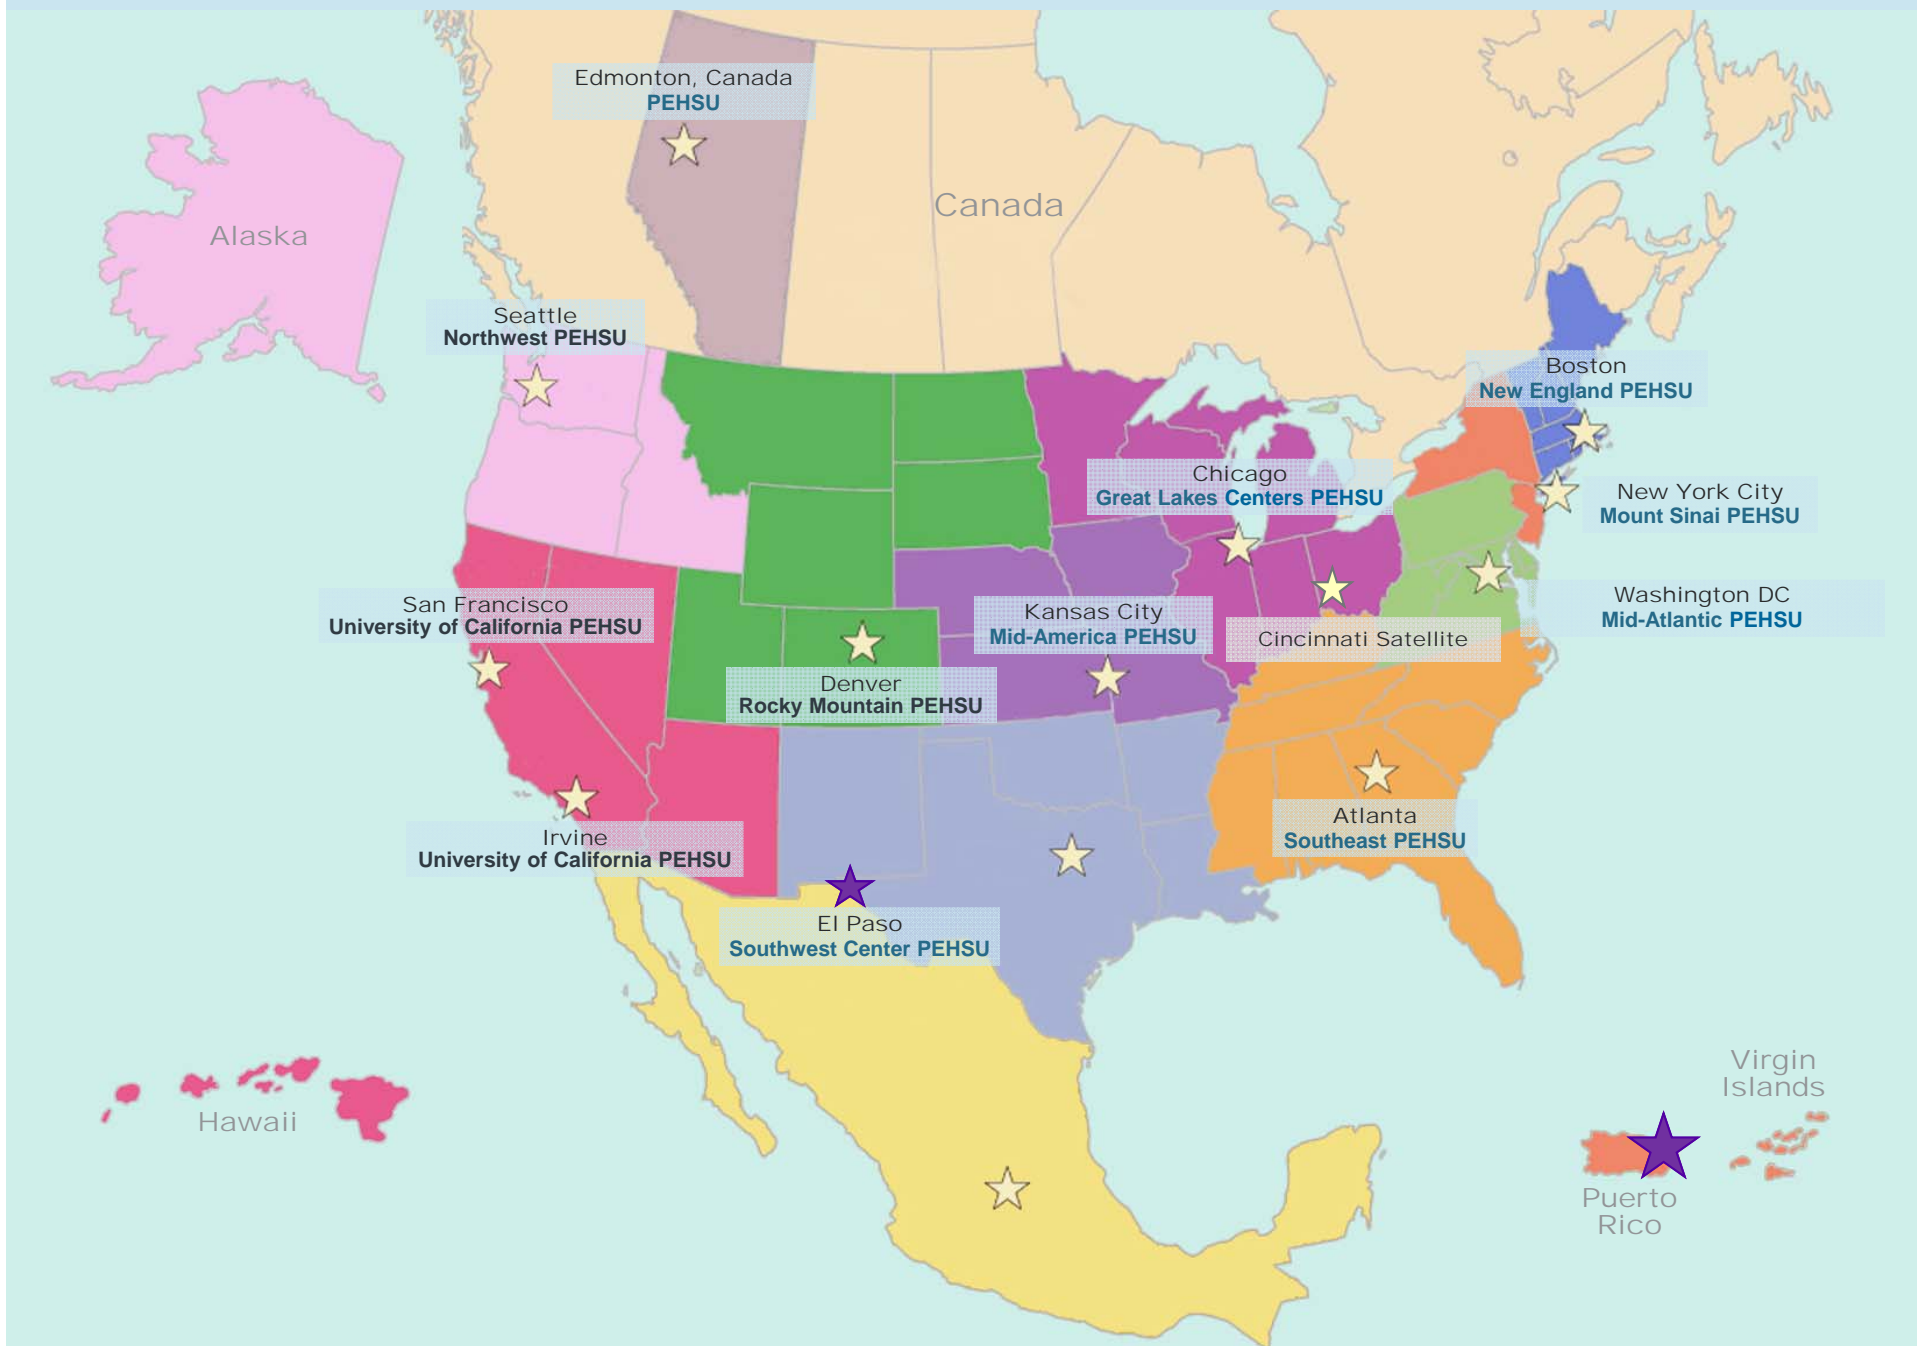 Edmonton, Canada
PEHSU
Canada
Alaska
Seattle
Northwest PEHSU
Boston
New England PEHSU
Chicago
Great Lakes Centers PEHSU
New York City
Mount Sinai PEHSU
San Francisco
University of California PEHSU
Kansas City
Mid-America PEHSU
Cincinnati Satellite
Washington DC
Mid-Atlantic PEHSU
Denver
Rocky Mountain PEHSU
Irvine
University of California PEHSU
Atlanta
Southeast PEHSU
El Paso
Southwest Center PEHSU
Hawaii
Virgin
Islands
Puerto
Rico